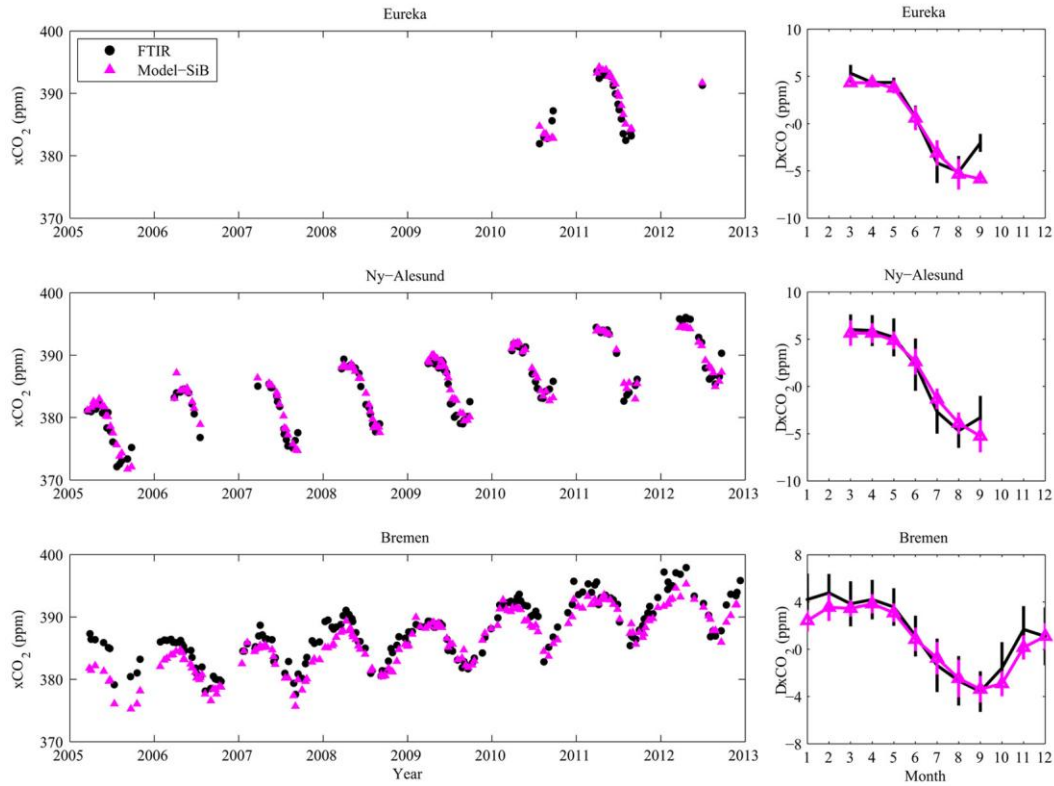 Eureka
400
390
380
370
xCO2 (ppm)
FTIR
Model−SiB
2005 2006 2007 2008 2009 2010 2011 2012 2013
Eureka
10
5
0
−5
−10
DxCO2 (ppm)
1 2 3 4 5 6 7 8 9 10 11 12
Ny−Alesund
400
390
380
370
xCO2 (ppm)
2005 2006 2007 2008 2009 2010 2011 2012 2013
Ny−Alesund
10
5
0
−5
−10
DxCO2 (ppm)
1 2 3 4 5 6 7 8 9 10 11 12
Bremen
400
390
380
370
xCO2 (ppm)
2005 2006 2007 2008 2009 2010 2011 2012 2013
Year
Bremen
8
4
0
−4
−8
DxCO2 (ppm)
1 2 3 4 5 6 7 8 9 10 11 12
Month